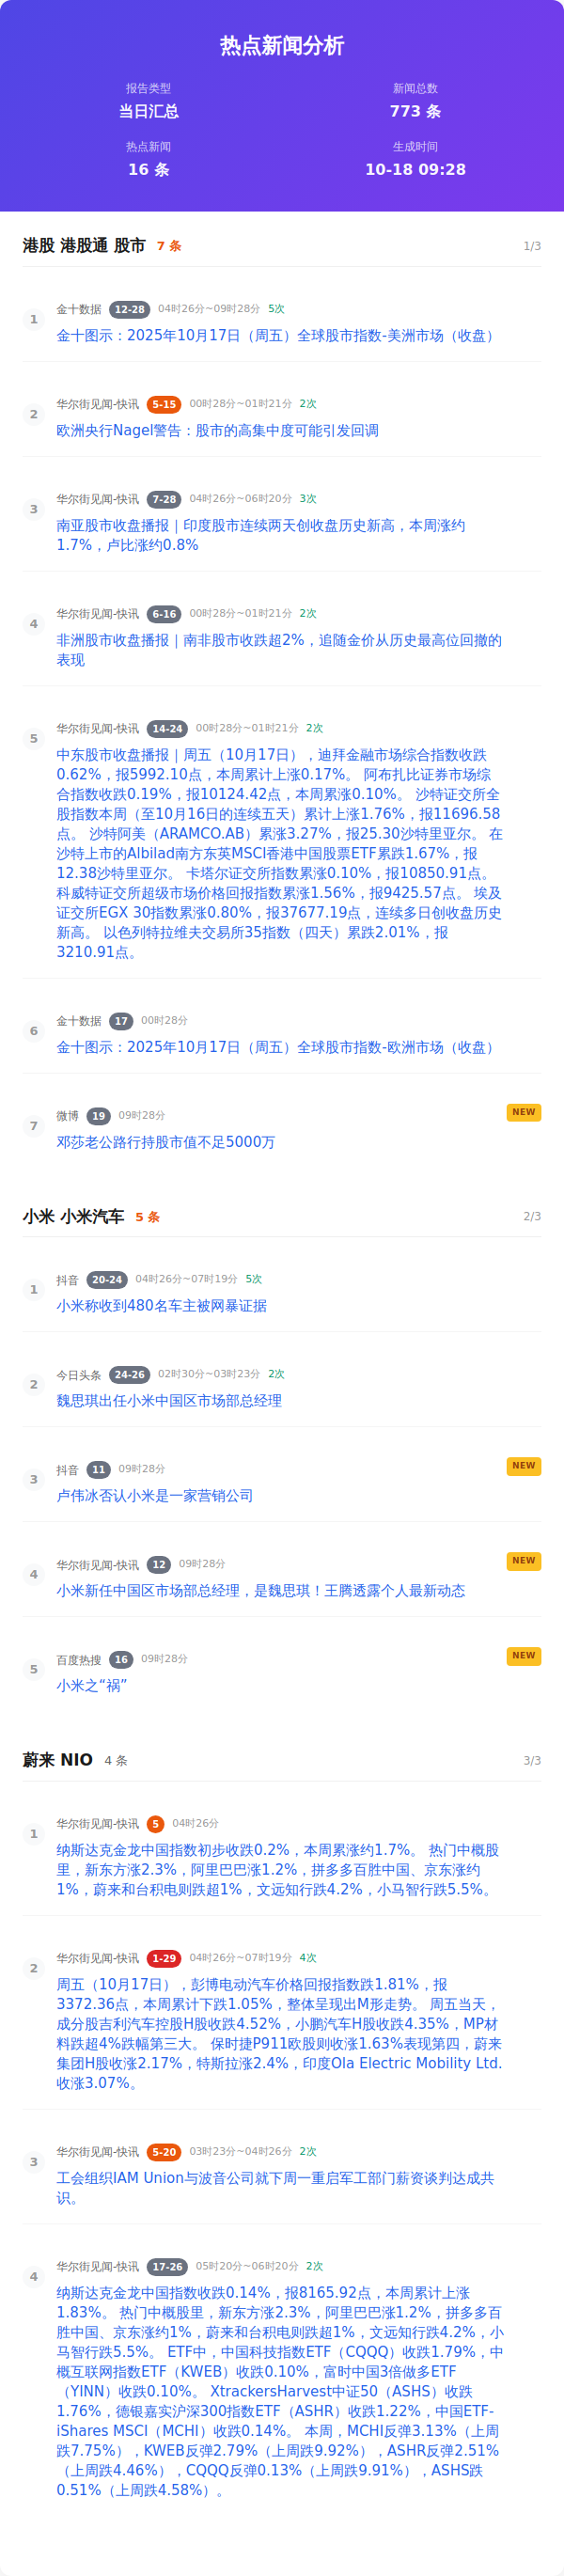 热点新闻分析
报告类型
新闻总数
当日汇总
773 条
热点新闻
生成时间
16 条
10-18 09:28
港股 港股通 股市 7 条 1/3
1
金十数据 12-28 04时26分~09时28分 5次
金十图示：2025年10月17日（周五）全球股市指数-美洲市场（收盘）
2
华尔街见闻-快讯 5-15 00时28分~01时21分 2次
欧洲央行Nagel警告：股市的高集中度可能引发回调
3
华尔街见闻-快讯 7-28 04时26分~06时20分 3次
南亚股市收盘播报｜印度股市连续两天创收盘历史新高，本周涨约
1.7%，卢比涨约0.8%
4
华尔街见闻-快讯 6-16 00时28分~01时21分 2次
非洲股市收盘播报｜南非股市收跌超2%，追随金价从历史最高位回撤的
表现
5
华尔街见闻-快讯 14-24 00时28分~01时21分 2次
中东股市收盘播报｜周五（10月17日），迪拜金融市场综合指数收跌
0.62%，报5992.10点，本周累计上涨0.17%。 阿布扎比证券市场综
合指数收跌0.19%，报10124.42点，本周累涨0.10%。 沙特证交所全
股指数本周（至10月16日的连续五天）累计上涨1.76%，报11696.58
点。 沙特阿美（ARAMCO.AB）累涨3.27%，报25.30沙特里亚尔。 在
沙特上市的Albilad南方东英MSCI香港中国股票ETF累跌1.67%，报
12.38沙特里亚尔。 卡塔尔证交所指数累涨0.10%，报10850.91点。
科威特证交所超级市场价格回报指数累涨1.56%，报9425.57点。 埃及
证交所EGX 30指数累涨0.80%，报37677.19点，连续多日创收盘历史
新高。 以色列特拉维夫交易所35指数（四天）累跌2.01%，报
3210.91点。
6
金十数据 17 00时28分
金十图示：2025年10月17日（周五）全球股市指数-欧洲市场（收盘）
7
微博 19 09时28分 NEW
邓莎老公路行持股市值不足5000万
小米 小米汽车 5 条 2/3
1
抖音 20-24 04时26分~07时19分 5次
小米称收到480名车主被网暴证据
2
今日头条 24-26 02时30分~03时23分 2次
魏思琪出任小米中国区市场部总经理
3
抖音 11 09时28分 NEW
卢伟冰否认小米是一家营销公司
4
华尔街见闻-快讯 12 09时28分 NEW
小米新任中国区市场部总经理，是魏思琪！王腾透露个人最新动态
5
百度热搜 16 09时28分 NEW
小米之“祸”
蔚来 NIO 4 条 3/3
1
华尔街见闻-快讯 5 04时26分
纳斯达克金龙中国指数初步收跌0.2%，本周累涨约1.7%。 热门中概股
里，新东方涨2.3%，阿里巴巴涨1.2%，拼多多百胜中国、京东涨约
1%，蔚来和台积电则跌超1%，文远知行跌4.2%，小马智行跌5.5%。
2
华尔街见闻-快讯 1-29 04时26分~07时19分 4次
周五（10月17日），彭博电动汽车价格回报指数跌1.81%，报
3372.36点，本周累计下跌1.05%，整体呈现出M形走势。 周五当天，
成分股吉利汽车控股H股收跌4.52%，小鹏汽车H股收跌4.35%，MP材
料跌超4%跌幅第三大。 保时捷P911欧股则收涨1.63%表现第四，蔚来
集团H股收涨2.17%，特斯拉涨2.4%，印度Ola Electric Mobility Ltd.
收涨3.07%。
3
华尔街见闻-快讯 5-20 03时23分~04时26分 2次
工会组织IAM Union与波音公司就下周一重启军工部门薪资谈判达成共
识。
4
华尔街见闻-快讯 17-26 05时20分~06时20分 2次
纳斯达克金龙中国指数收跌0.14%，报8165.92点，本周累计上涨
1.83%。 热门中概股里，新东方涨2.3%，阿里巴巴涨1.2%，拼多多百
胜中国、京东涨约1%，蔚来和台积电则跌超1%，文远知行跌4.2%，小
马智行跌5.5%。 ETF中，中国科技指数ETF（CQQQ）收跌1.79%，中
概互联网指数ETF（KWEB）收跌0.10%，富时中国3倍做多ETF
（YINN）收跌0.10%。 XtrackersHarvest中证50（ASHS）收跌
1.76%，德银嘉实沪深300指数ETF（ASHR）收跌1.22%，中国ETF-
iShares MSCI（MCHI）收跌0.14%。 本周，MCHI反弹3.13%（上周
跌7.75%），KWEB反弹2.79%（上周跌9.92%），ASHR反弹2.51%
（上周跌4.46%），CQQQ反弹0.13%（上周跌9.91%），ASHS跌
0.51%（上周跌4.58%）。